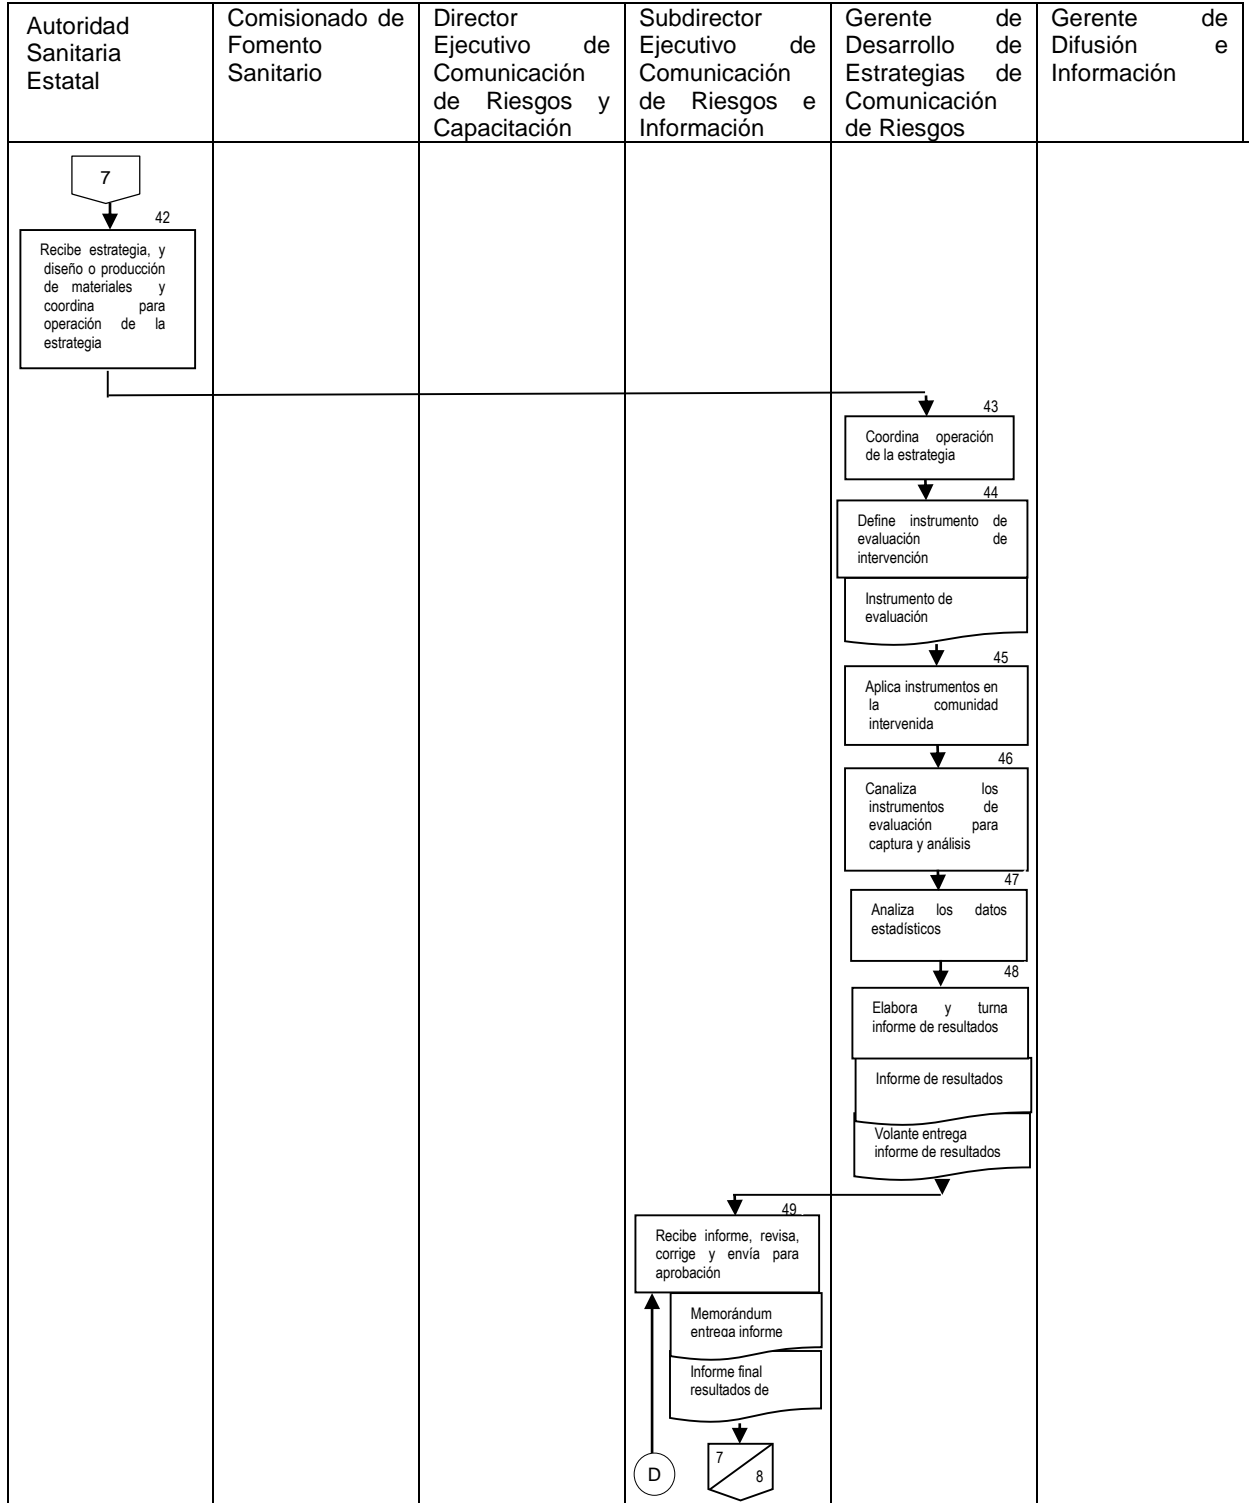 Autoridad
Sanitaria
Estatal
Comisionado de
Fomento
Sanitario
Director
Ejecutivo de
Comunicación
de Riesgos y
Capacitación
Subdirector
Ejecutivo de
Comunicación
de Riesgos e
Información
Gerente de
Desarrollo de
Estrategias de
Comunicación
de Riesgos
Gerente de
Difusión e
Información
7
42
Recibe estrategia, y
diseño o producción
de materiales y
coordina para
operación de la
estrategia
43
Coordina operación
de la estrategia
44
Define instrumento de
evaluación de
intervención
Instrumento de
evaluación
45
Aplica instrumentos en
la comunidad
intervenida
46
Canaliza los
instrumentos de
evaluación para
captura y análisis
47
Analiza los datos
estadísticos
48
Elabora y turna
informe de resultados
Informe de resultados
Volante entrega
informe de resultados
49
Recibe informe, revisa,
corrige y envía para
aprobación
Memorándum
entrega informe
Informe final
resultados de
D
7
8